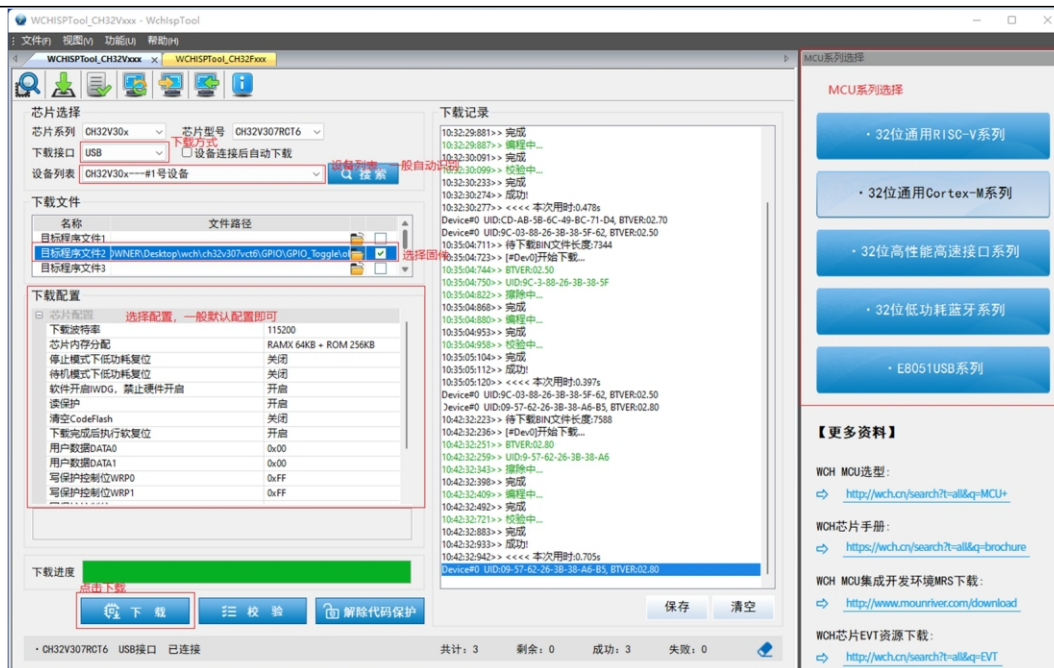 WCHISPTool_CH32Vxxx - WchIspTool
文件(F) 视图(V) 功能(U) 帮助(H)
WCHISPTool_CH32Vxxx × WCHISPTool_CH32Fxxx
芯片选择
芯片系列 CH32V30x 芯片型号 CH32V307RCT6
下载方式
下载接口 USB 设备连接后自动下载
设备列表，一般自动识别
设备列表 CH32V30x---#1号设备 搜索
下载文件
名称 文件路径
目标程序文件1
目标程序文件2 OWNER\Desktop\wch\ch32v307vct6\GPIO\GPIO_Toggle\ol 选择固件
目标程序文件3
下载配置
芯片配置 选择配置，一般默认配置即可
下载波特率 115200
芯片内存分配 RAMX 64KB + ROM 256KB
停止模式下低功耗复位 关闭
待机模式下低功耗复位 关闭
软件开启IWDG，禁止硬件开启 开启
读保护 开启
清空CodeFlash 关闭
下载完成后执行软复位 开启
用户数据DATA0 0x00
用户数据DATA1 0x00
写保护控制位WRP0 0xFF
写保护控制位WRP1 0xFF
下载进度
点击下载
下载 校验 解除代码保护
下载记录
10:32:29:881>> 完成
10:32:29:887>> 编程中...
10:32:30:091>> 完成
10:32:30:099>> 校验中...
10:32:30:233>> 完成
10:32:30:274>> 成功!
10:32:30:277>> <<<< 本次用时:0.478s
Device#0 UID:CD-AB-5B-6C-49-BC-71-D4, BTVER:02.70
Device#0 UID:9C-03-88-26-3B-38-5F-62, BTVER:02.50
10:35:04:711>> 待下载BIN文件长度:7344
10:35:04:723>> [#Dev0]开始下载...
10:35:04:744>> BTVER:02.50
10:35:04:750>> UID:9C-3-88-26-3B-38-5F
10:35:04:822>> 擦除中...
10:35:04:868>> 完成
10:35:04:880>> 编程中...
10:35:04:953>> 完成
10:35:04:958>> 校验中...
10:35:05:104>> 完成
10:35:05:112>> 成功!
10:35:05:120>> <<<< 本次用时:0.397s
Device#0 UID:9C-03-88-26-3B-38-5F-62, BTVER:02.50
Device#0 UID:09-57-62-26-3B-38-A6-B5, BTVER:02.80
10:42:32:223>> 待下载BIN文件长度:7588
10:42:32:236>> [#Dev0]开始下载...
10:42:32:251>> BTVER:02.80
10:42:32:259>> UID:9-57-62-26-3B-38-A6
10:42:32:343>> 擦除中...
10:42:32:398>> 完成
10:42:32:409>> 编程中...
10:42:32:492>> 完成
10:42:32:721>> 校验中...
10:42:32:883>> 完成
10:42:32:933>> 成功!
10:42:32:942>> <<<< 本次用时:0.705s
Device#0 UID:09-57-62-26-3B-38-A6-B5, BTVER:02.80
保存 清空
MCU系列选择
MCU系列选择
· 32位通用RISC-V系列
· 32位通用Cortex-M系列
· 32位高性能高速接口系列
· 32位低功耗蓝牙系列
· E8051USB系列
【更多资料】
WCH MCU选型:
http://wch.cn/search?t=all&q=MCU+
WCH芯片手册:
https://wch.cn/search?t=all&q=brochure
WCH MCU集成开发环境MRS下载:
http://www.mounriver.com/download
WCH芯片EVT资源下载:
http://wch.cn/search?t=all&q=EVT
· CH32V307RCT6 USB接口 已连接 共计: 3 剩余: 0 成功: 3 失败: 0